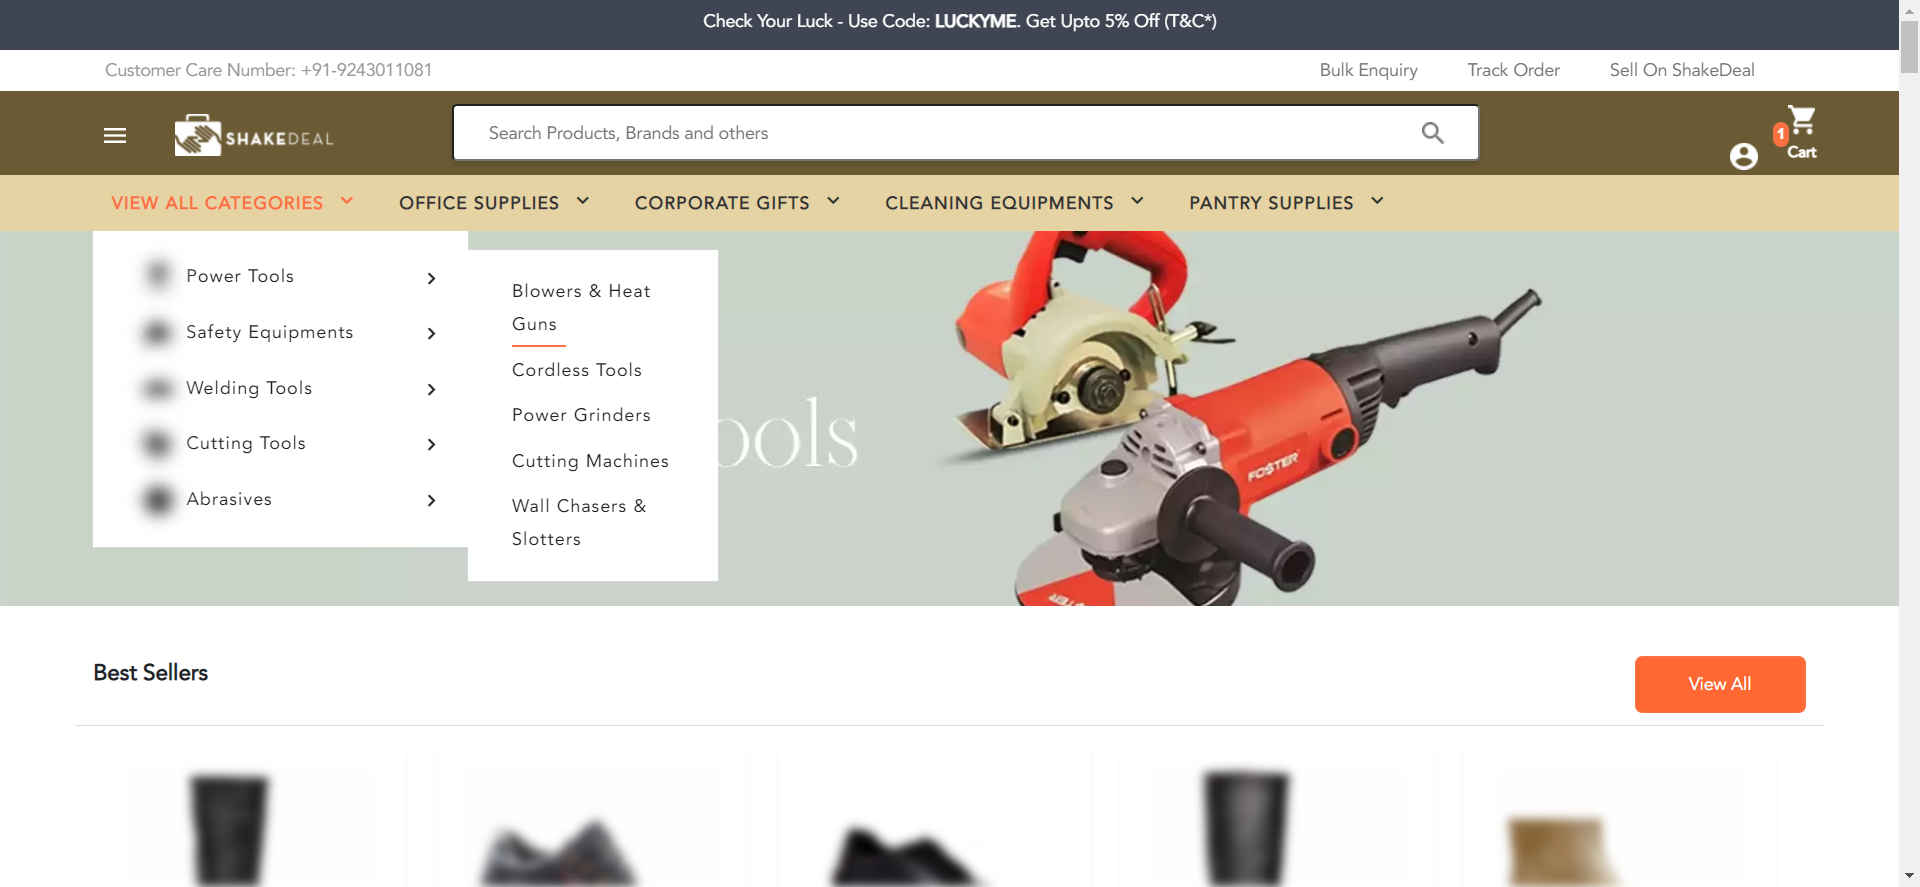 Check Your Luck - Use Code: LUCKYME. Get Upto 5% Off (T&C*)
Customer Care Number: +91-9243011081
Bulk Enquiry
Track Order
Sell On ShakeDeal
SHAKEDEAL
Search Products, Brands and others
1
Cart
VIEW ALL CATEGORIES
OFFICE SUPPLIES
CORPORATE GIFTS
CLEANING EQUIPMENTS
PANTRY SUPPLIES
Power Tools
Safety Equipments
Welding Tools
Cutting Tools
Abrasives
Blowers & Heat
Guns
Cordless Tools
Power Grinders
Cutting Machines
Wall Chasers &
Slotters
ools
FOSTER
Best Sellers
View All